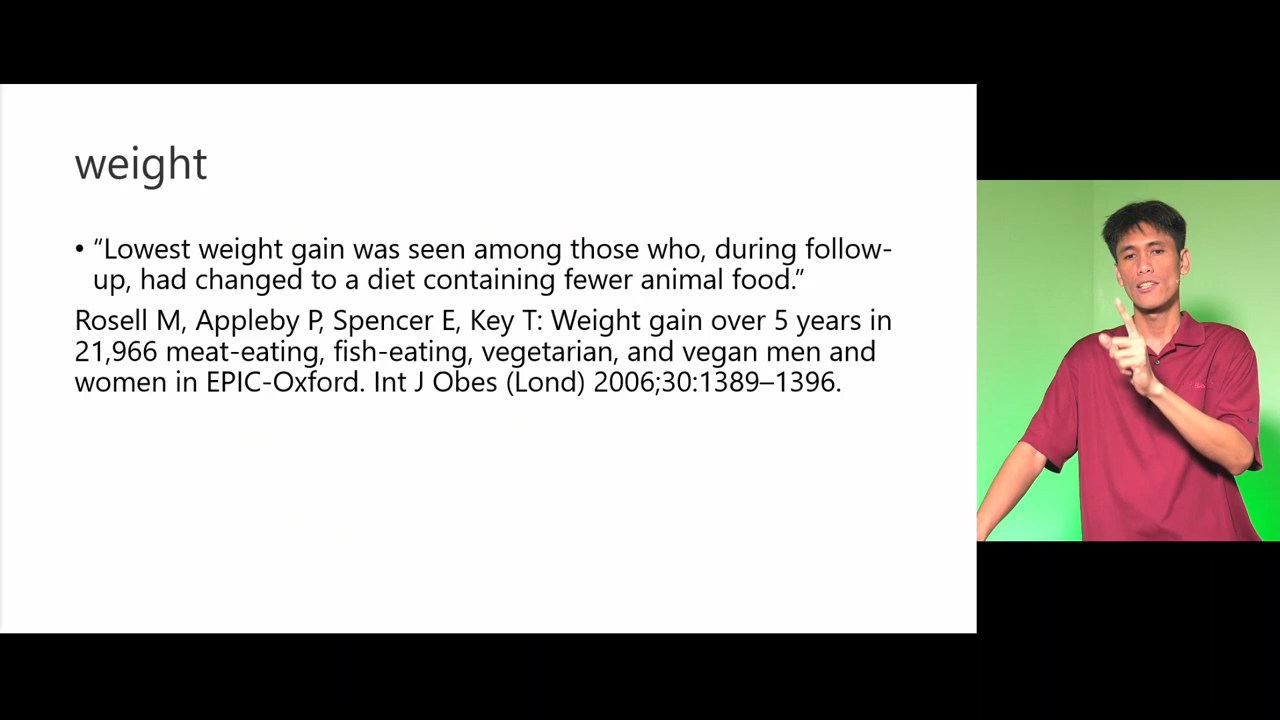 weight
• “Lowest weight gain was seen among those who, during follow-
up, had changed to a diet containing fewer animal food.”
Rosell M, Appleby P, Spencer E, Key T: Weight gain over 5 years in
21,966 meat-eating, fish-eating, vegetarian, and vegan men and
women in EPIC-Oxford. Int J Obes (Lond) 2006;30:1389–1396.